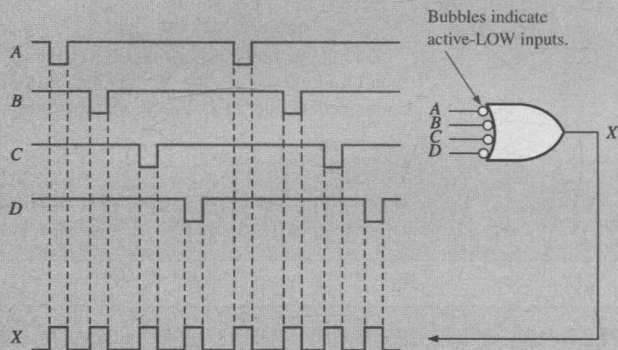 Bubbles indicate
active-LOW inputs.
A
B
C
D
X
A
B
C
D
X